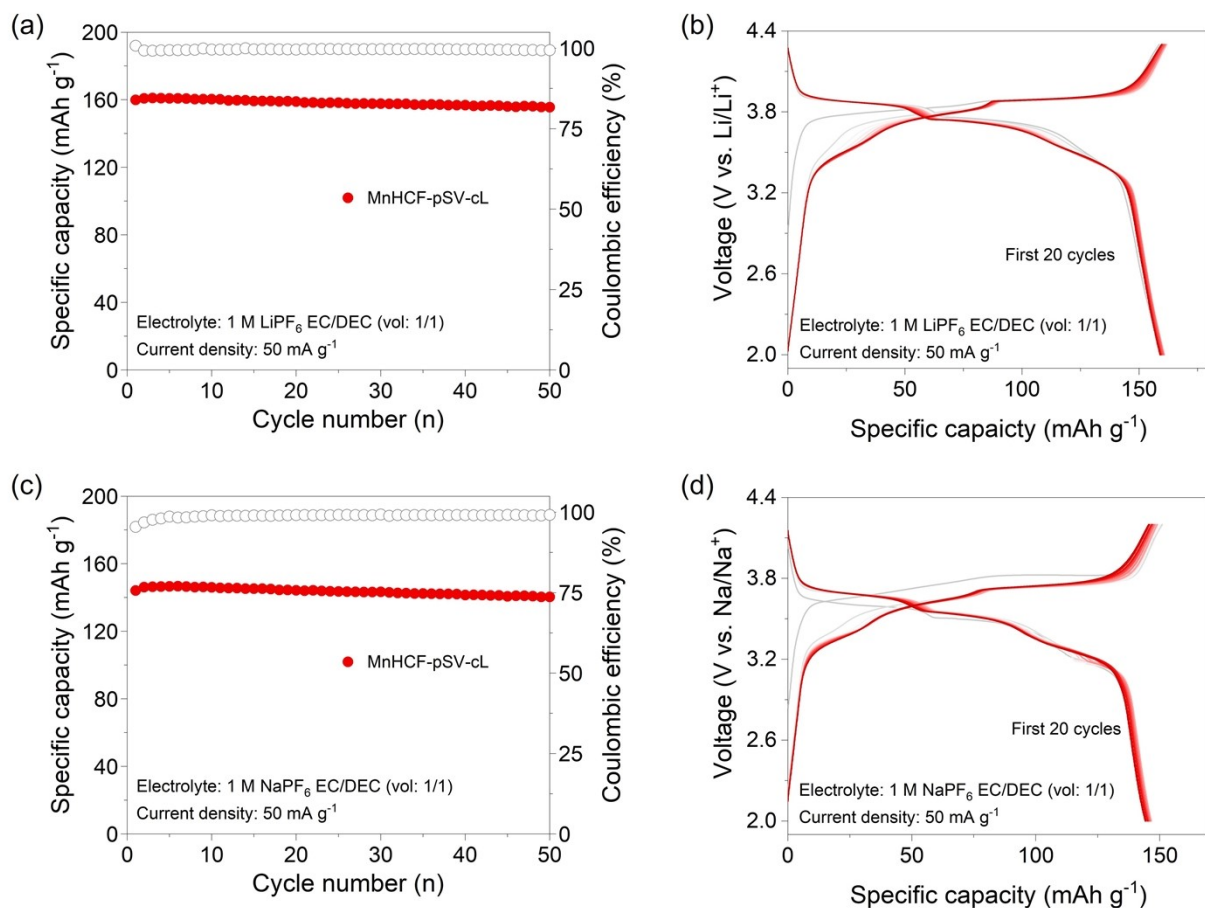 (a)
200
160
120
80
40
0
Specific capacity (mAh g⁻¹)
100
75
50
25
0
Coulombic efficiency (%)
MnHCF-pSV-cL
Electrolyte: 1 M LiPF₆ EC/DEC (vol: 1/1)
Current density: 50 mA g⁻¹
0 10 20 30 40 50
Cycle number (n)
(b)
4.4
3.8
3.2
2.6
2.0
Voltage (V vs. Li/Li⁺)
First 20 cycles
Electrolyte: 1 M LiPF₆ EC/DEC (vol: 1/1)
Current density: 50 mA g⁻¹
0 50 100 150
Specific capaicty (mAh g⁻¹)
(c)
200
160
120
80
40
0
Specific capacity (mAh g⁻¹)
100
75
50
25
0
Coulombic efficiency (%)
MnHCF-pSV-cL
Electrolyte: 1 M NaPF₆ EC/DEC (vol: 1/1)
Current density: 50 mA g⁻¹
0 10 20 30 40 50
Cycle number (n)
(d)
4.4
3.8
3.2
2.6
2.0
Voltage (V vs. Na/Na⁺)
First 20 cycles
Electrolyte: 1 M NaPF₆ EC/DEC (vol: 1/1)
Current density: 50 mA g⁻¹
0 50 100 150
Specific capacity (mAh g⁻¹)